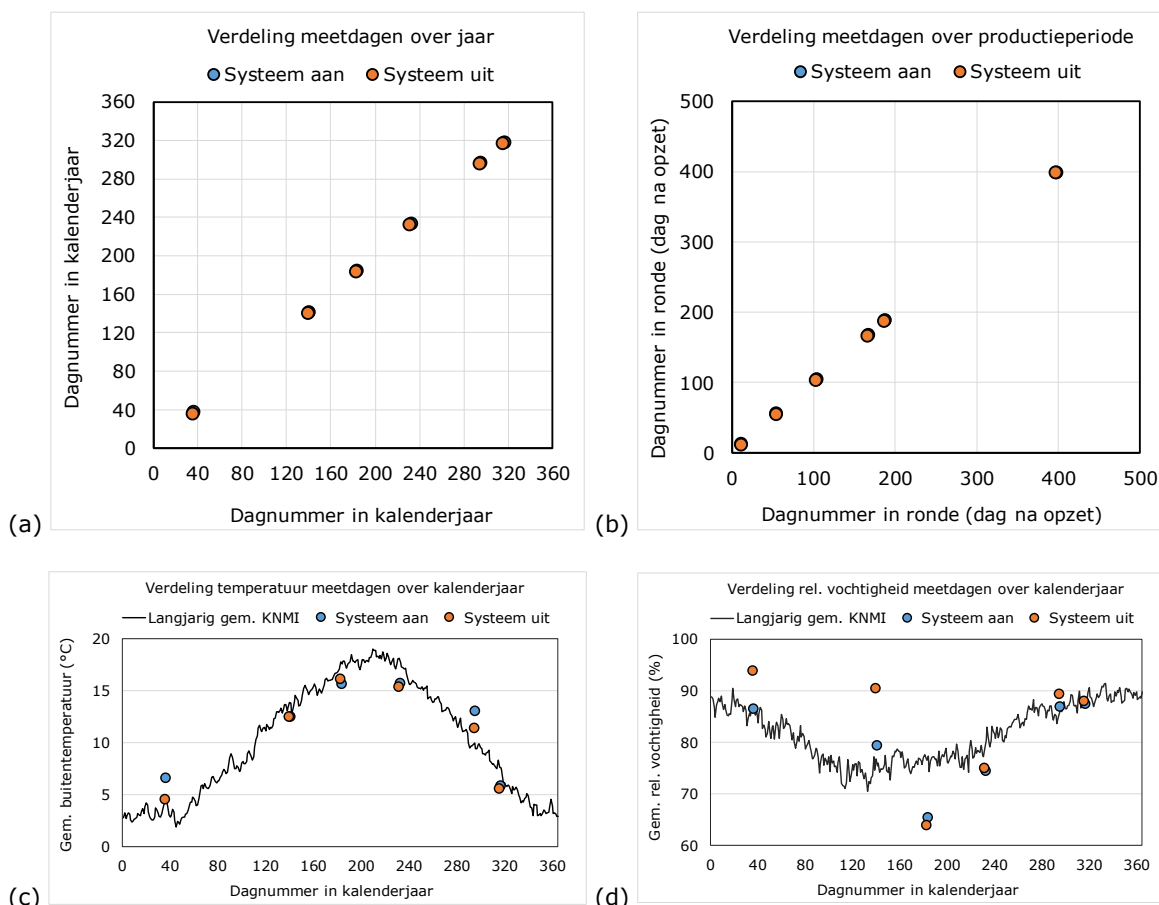 Verdeling meetdagen over jaar
Systeem aan Systeem uit
360
320
280
240
200
160
120
80
40
0
0 40 80 120 160 200 240 280 320 360
Dagnummer in kalenderjaar
Dagnummer in kalenderjaar
(a)
Verdeling meetdagen over productieperiode
Systeem aan Systeem uit
500
400
300
200
100
0
0 100 200 300 400 500
Dagnummer in ronde (dag na opzet)
Dagnummer in ronde (dag na opzet)
(b)
Verdeling temperatuur meetdagen over kalenderjaar
Langjarig gem. KNMI Systeem aan Systeem uit
20
15
10
5
0
0 40 80 120 160 200 240 280 320 360
Gem. buitentemperatuur (°C)
Dagnummer in kalenderjaar
(c)
Verdeling rel. vochtigheid meetdagen over kalenderjaar
Langjarig gem. KNMI Systeem aan Systeem uit
100
90
80
70
60
0 40 80 120 160 200 240 280 320 360
Gem. rel. vochtigheid (%)
Dagnummer in kalenderjaar
(d)